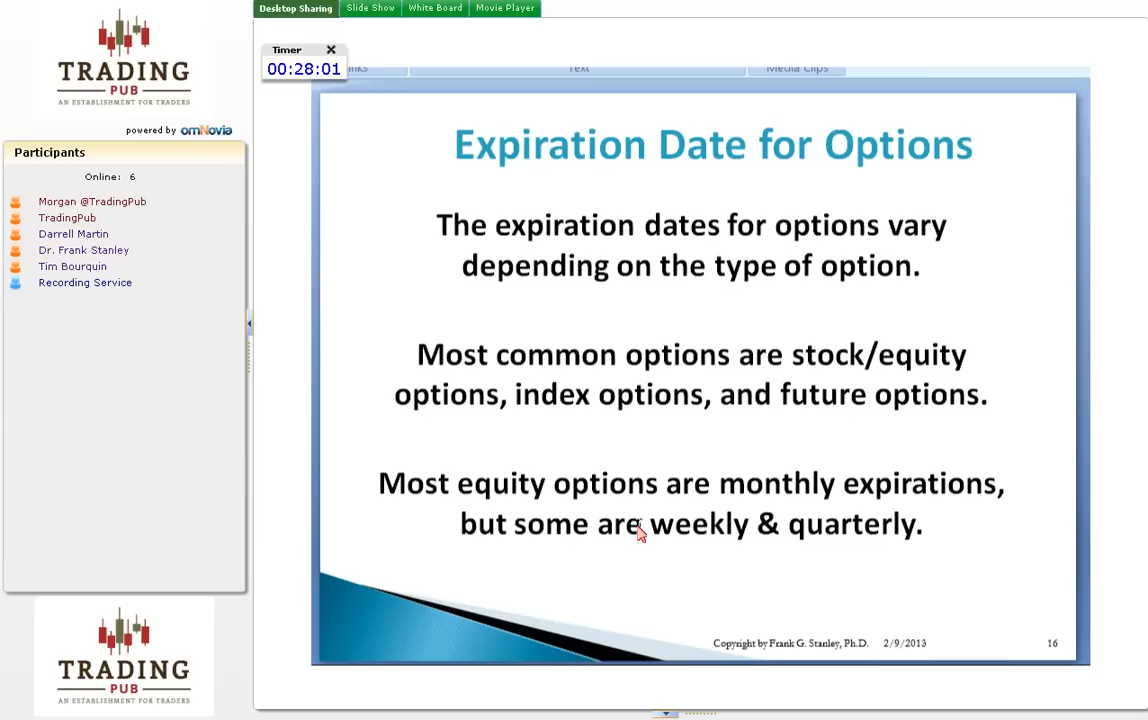 TRADING
PUB
AN ESTABLISHMENT FOR TRADERS
powered by omNovia
Participants
Online: 6
Morgan @TradingPub
TradingPub
Darrell Martin
Dr. Frank Stanley
Tim Bourquin
Recording Service
TRADING
PUB
AN ESTABLISHMENT FOR TRADERS
Desktop Sharing Slide Show White Board Movie Player
Timer
00:28:01
Text Media Clips
Expiration Date for Options
The expiration dates for options vary
depending on the type of option.
Most common options are stock/equity
options, index options, and future options.
Most equity options are monthly expirations,
but some are weekly & quarterly.
Copyright by Frank G. Stanley, Ph.D. 2/9/2013 16